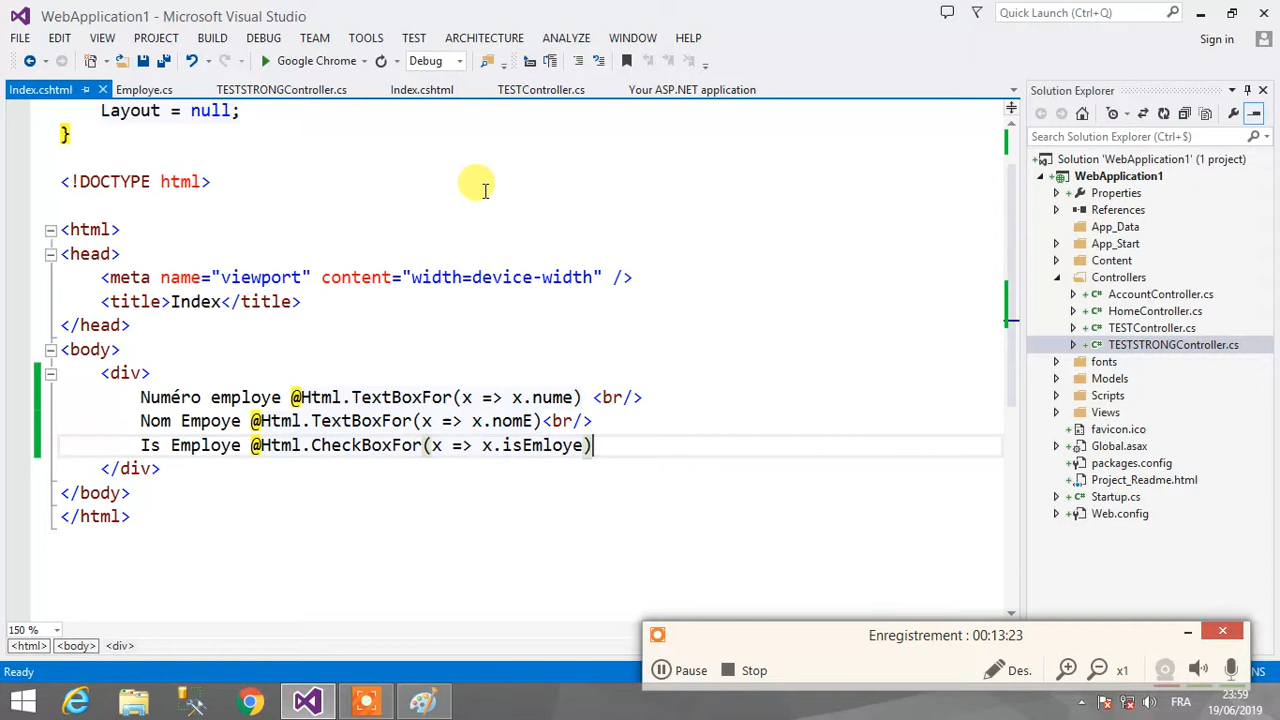 WebApplication1 - Microsoft Visual Studio
Quick Launch (Ctrl+Q)
FILE EDIT VIEW PROJECT BUILD DEBUG TEAM TOOLS TEST ARCHITECTURE ANALYZE WINDOW HELP
Sign in
Google Chrome
Debug
Index.cshtml
Employe.cs
TESTSTRONGController.cs
Index.cshtml
TESTController.cs
Your ASP.NET application
Layout = null;
}
<!DOCTYPE html>
<html>
<head>
<meta name="viewport" content="width=device-width" />
<title>Index</title>
</head>
<body>
<div>
Numéro employe @Html.TextBoxFor(x => x.nume) <br/>
Nom Empoye @Html.TextBoxFor(x => x.nomE)<br/>
Is Employe @Html.CheckBoxFor(x => x.isEmloye)
</div>
</body>
</html>
150 %
<html> <body> <div>
Ready
Solution Explorer
Search Solution Explorer (Ctrl+$)
Solution 'WebApplication1' (1 project)
WebApplication1
Properties
References
App_Data
App_Start
Content
Controllers
AccountController.cs
HomeController.cs
TESTController.cs
TESTSTRONGController.cs
fonts
Models
Scripts
Views
favicon.ico
Global.asax
packages.config
Project_Readme.html
Startup.cs
Web.config
Enregistrement : 00:13:23
Pause
Stop
Des.
x1
NS
FRA
23:59
19/06/2019